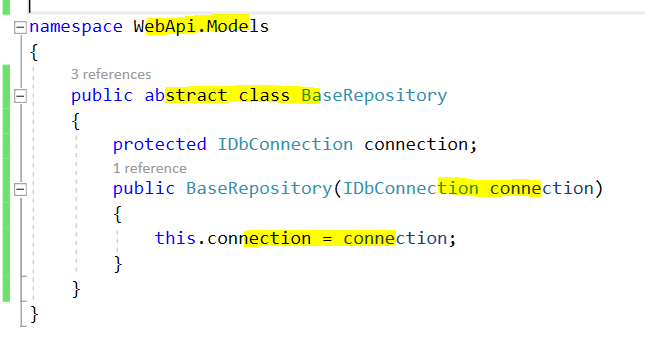 namespace WebApi.Models
{
3 references
public abstract class BaseRepository
{
protected IDbConnection connection;
1 reference
public BaseRepository(IDbConnection connection)
{
this.connection = connection;
}
}
}